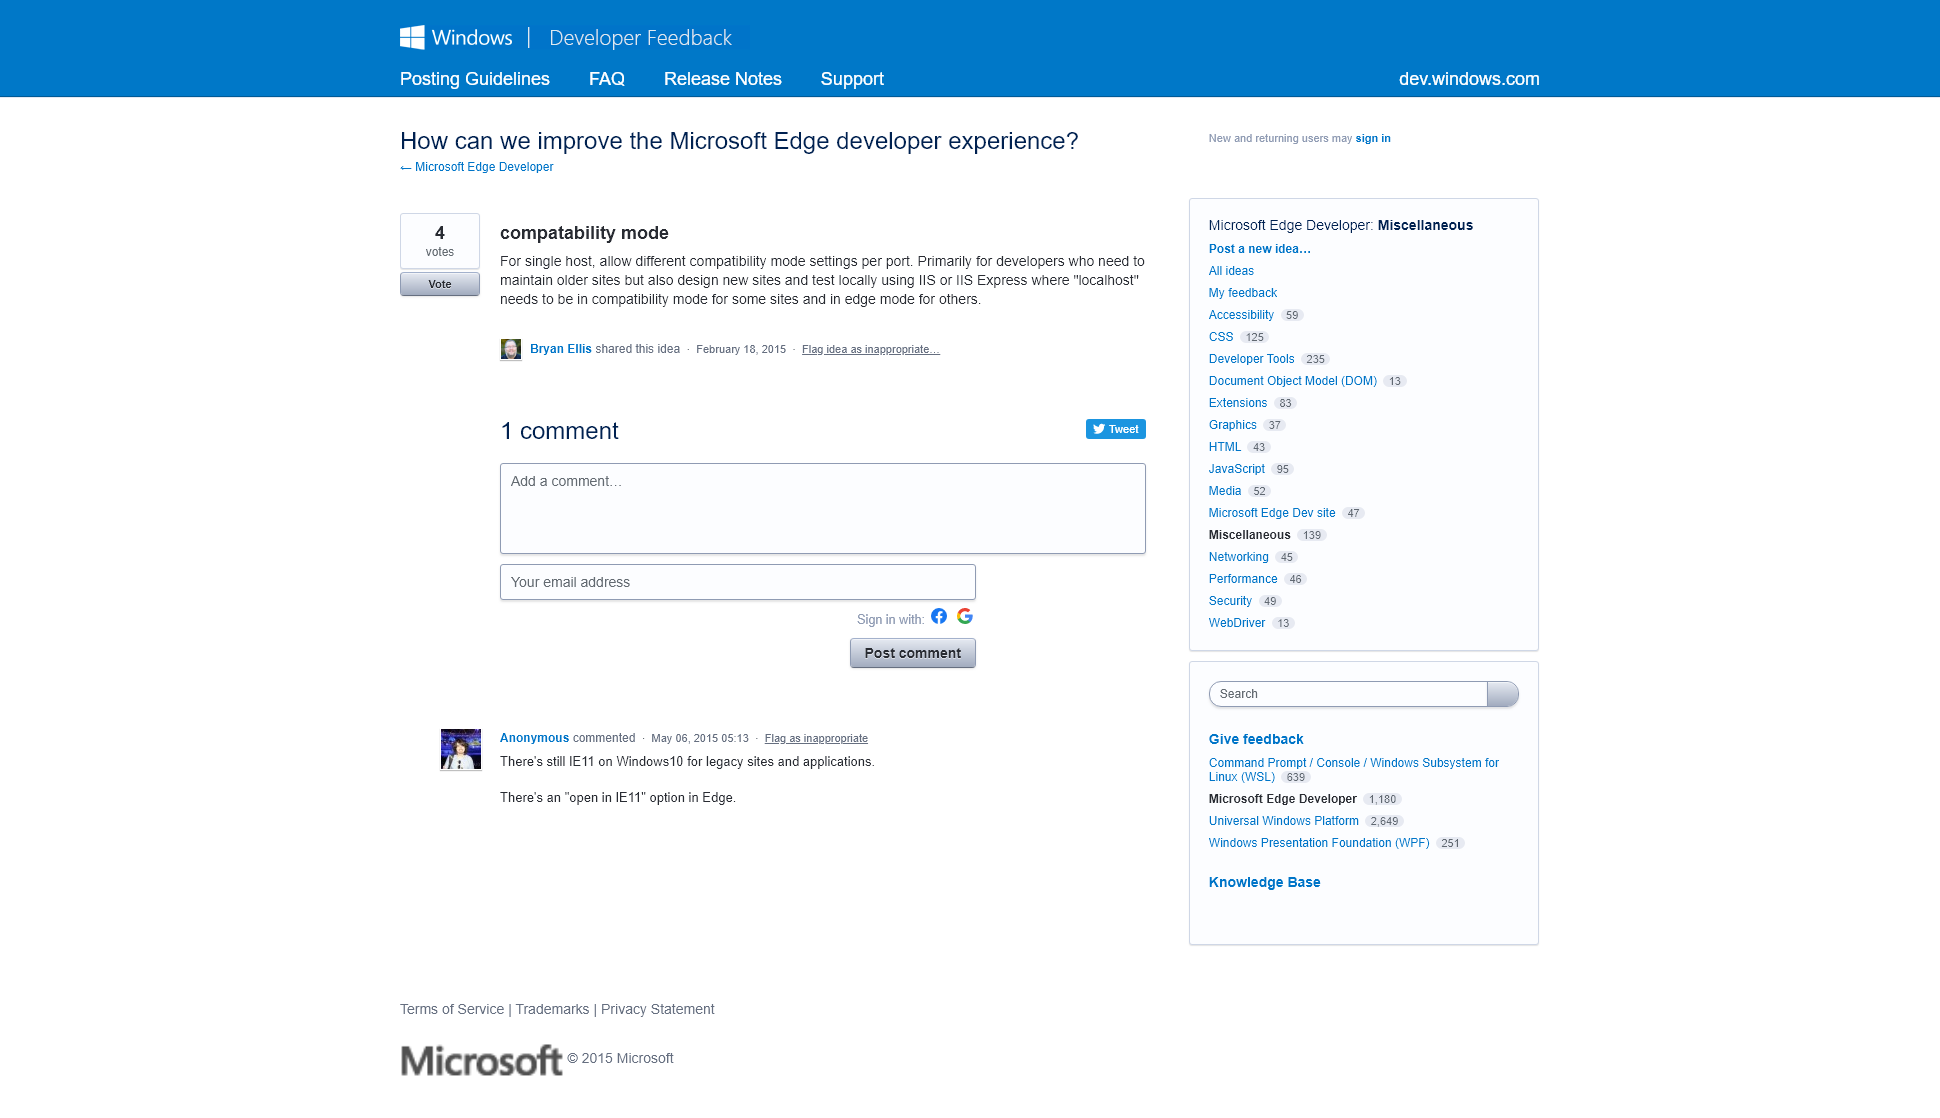 Windows | Developer Feedback
Posting Guidelines FAQ Release Notes Support dev.windows.com
How can we improve the Microsoft Edge developer experience?
← Microsoft Edge Developer
New and returning users may sign in
4
votes
Vote
compatability mode
For single host, allow different compatibility mode settings per port. Primarily for developers who need to
maintain older sites but also design new sites and test locally using IIS or IIS Express where "localhost"
needs to be in compatibility mode for some sites and in edge mode for others.
Bryan Ellis shared this idea · February 18, 2015 · Flag idea as inappropriate…
1 comment
Tweet
Add a comment…
Your email address
Sign in with:
Post comment
Anonymous commented · May 06, 2015 05:13 · Flag as inappropriate
There's still IE11 on Windows10 for legacy sites and applications.
There's an "open in IE11" option in Edge.
Microsoft Edge Developer: Miscellaneous
Post a new idea…
All ideas
My feedback
Accessibility 59
CSS 125
Developer Tools 235
Document Object Model (DOM) 13
Extensions 83
Graphics 37
HTML 43
JavaScript 95
Media 52
Microsoft Edge Dev site 47
Miscellaneous 139
Networking 45
Performance 46
Security 49
WebDriver 13
Search
Give feedback
Command Prompt / Console / Windows Subsystem for
Linux (WSL) 639
Microsoft Edge Developer 1,180
Universal Windows Platform 2,649
Windows Presentation Foundation (WPF) 251
Knowledge Base
Terms of Service | Trademarks | Privacy Statement
Microsoft © 2015 Microsoft